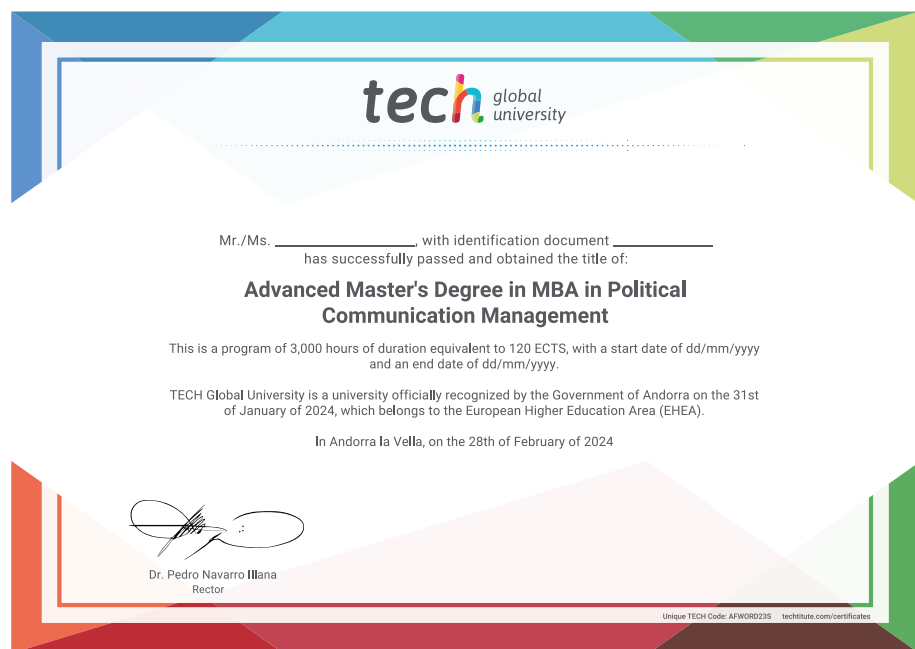 tech global
university
Mr./Ms. ____________________, with identification document ______________
has successfully passed and obtained the title of:
Advanced Master's Degree in MBA in Political
Communication Management
This is a program of 3,000 hours of duration equivalent to 120 ECTS, with a start date of dd/mm/yyyy
and an end date of dd/mm/yyyy.
TECH Global University is a university officially recognized by the Government of Andorra on the 31st
of January of 2024, which belongs to the European Higher Education Area (EHEA).
In Andorra la Vella, on the 28th of February of 2024
Dr. Pedro Navarro Illana
Rector
Unique TECH Code: AFWORD23S techtitute.com/certificates